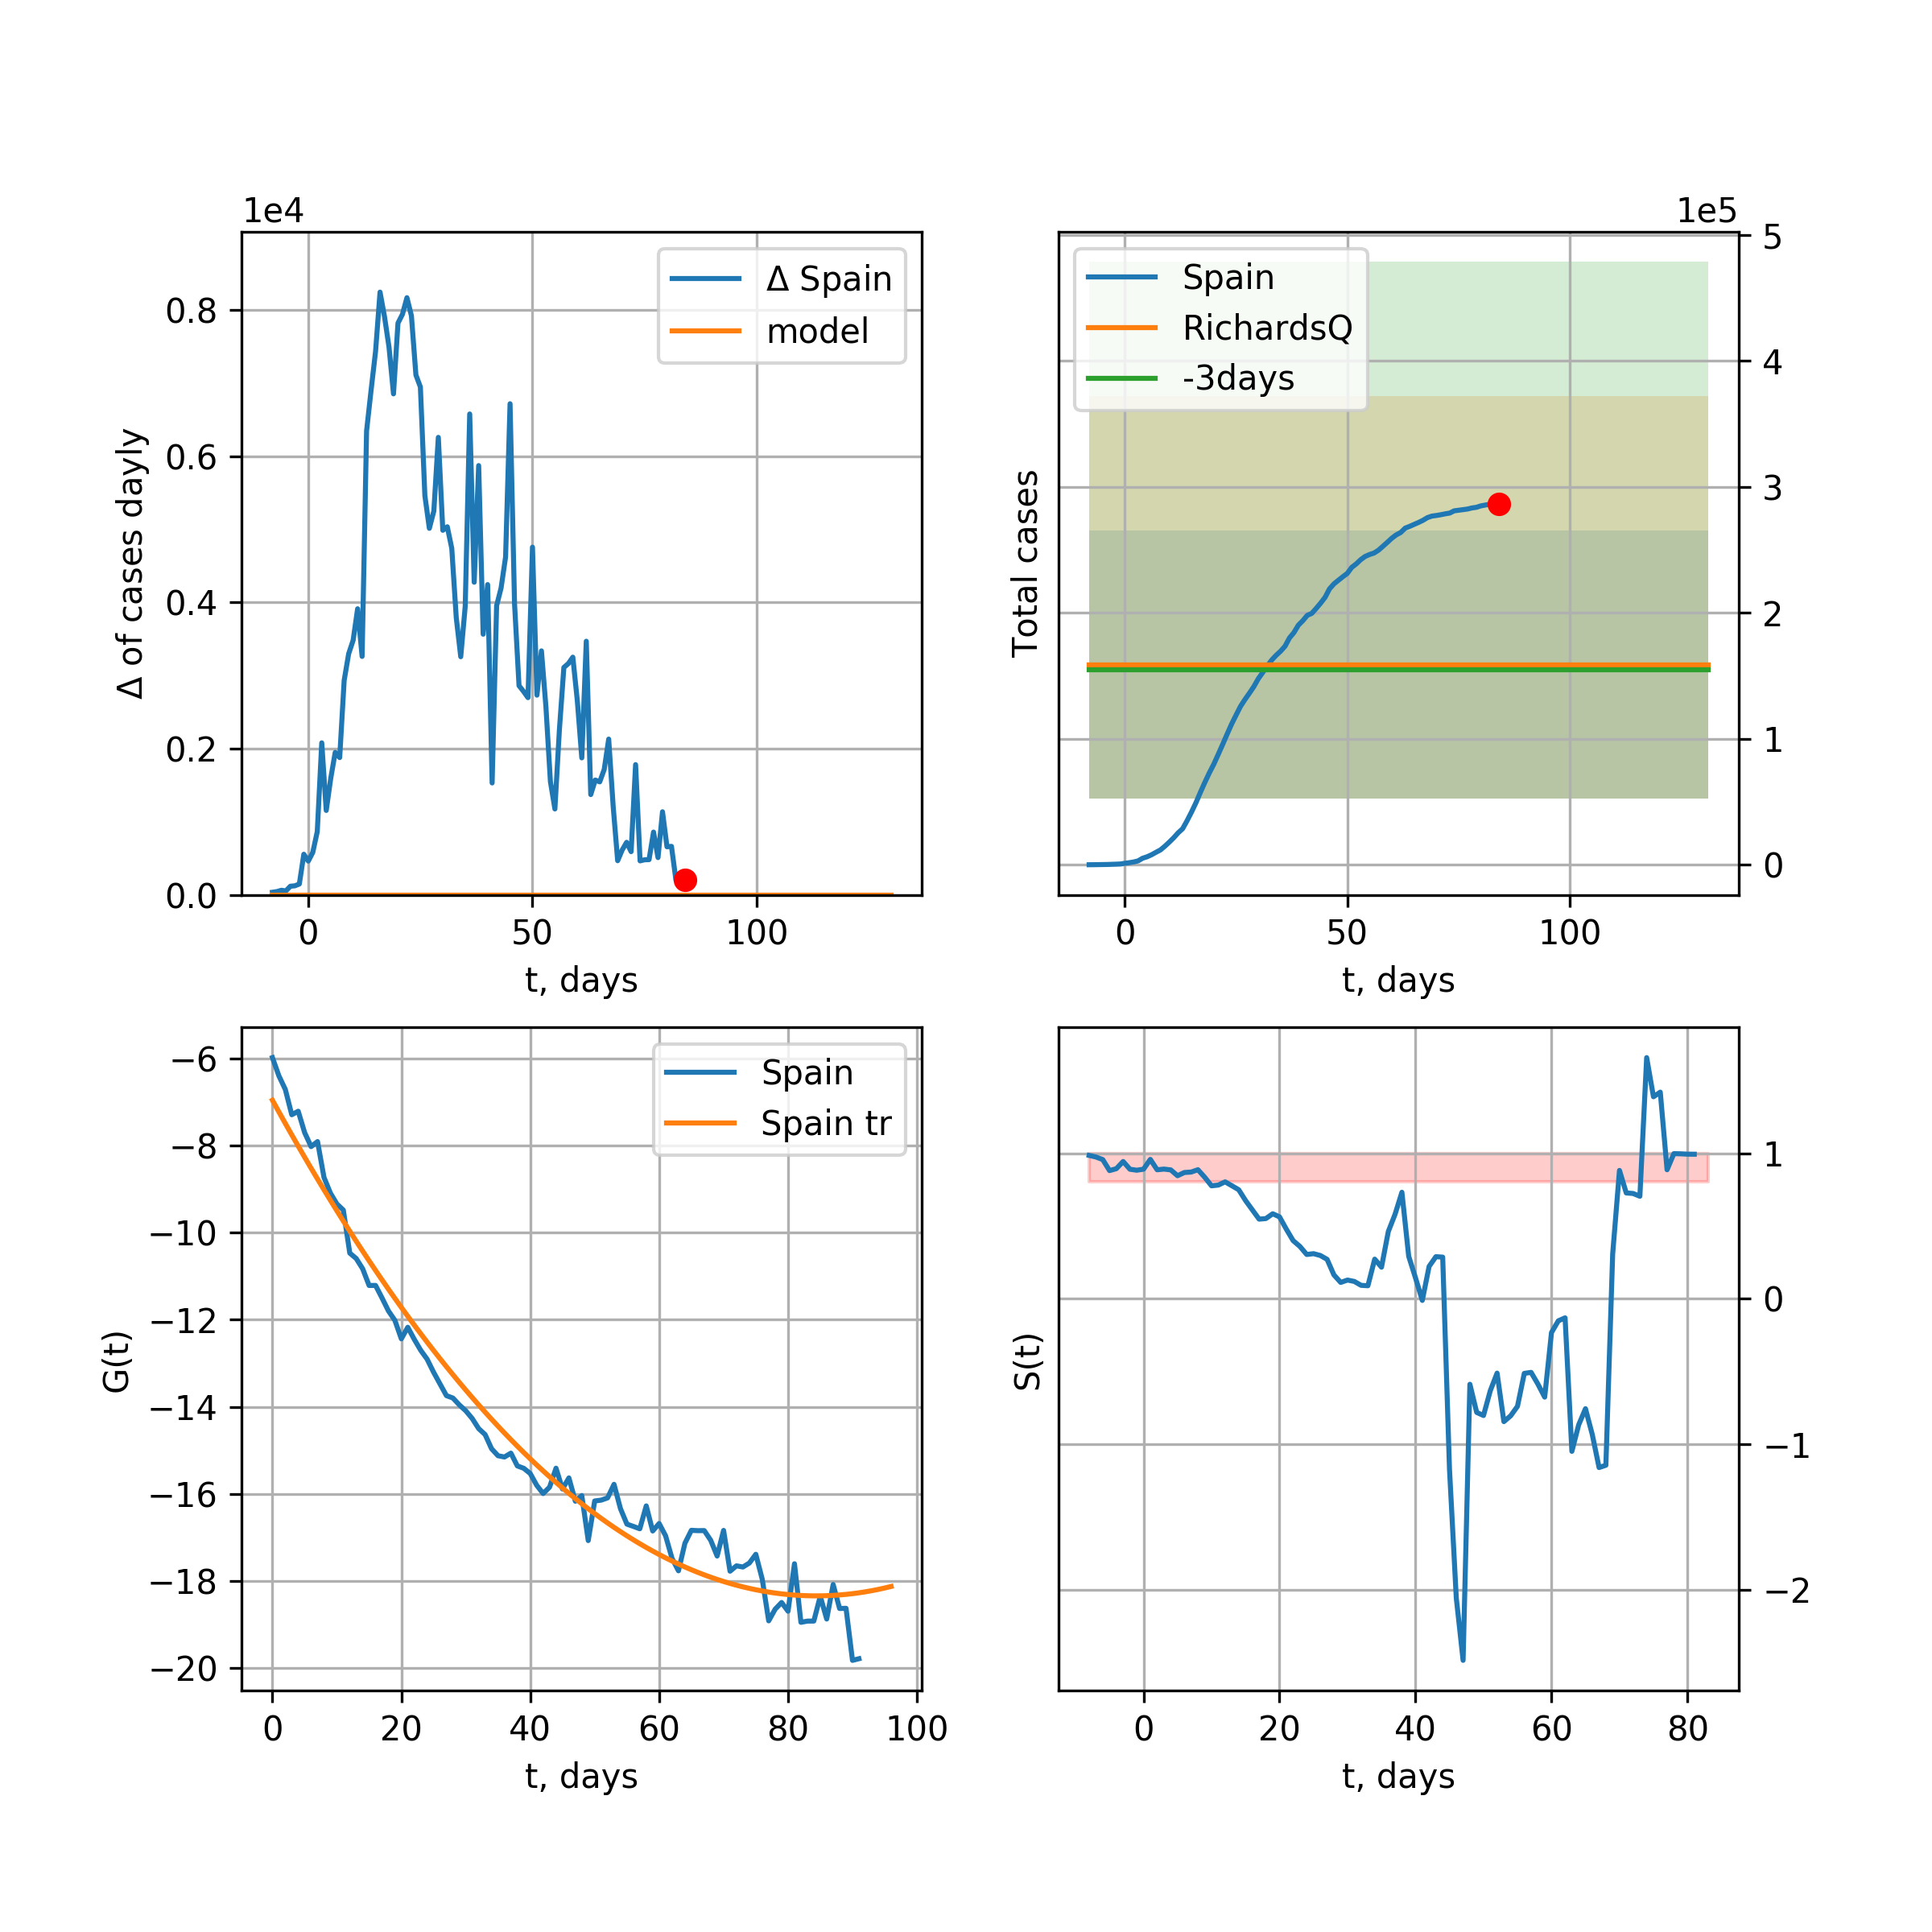 1e4
Δ of cases dayly
0.8
0.6
0.4
0.2
0.0
Δ Spain
model
0 50 100
t, days
1e5
Total cases
Spain
RichardsQ
-3days
5
4
3
2
1
0
0 50 100
t, days
G(t)
−6
−8
−10
−12
−14
−16
−18
−20
Spain
Spain tr
0 20 40 60 80 100
t, days
S(t)
1
0
−1
−2
0 20 40 60 80
t, days